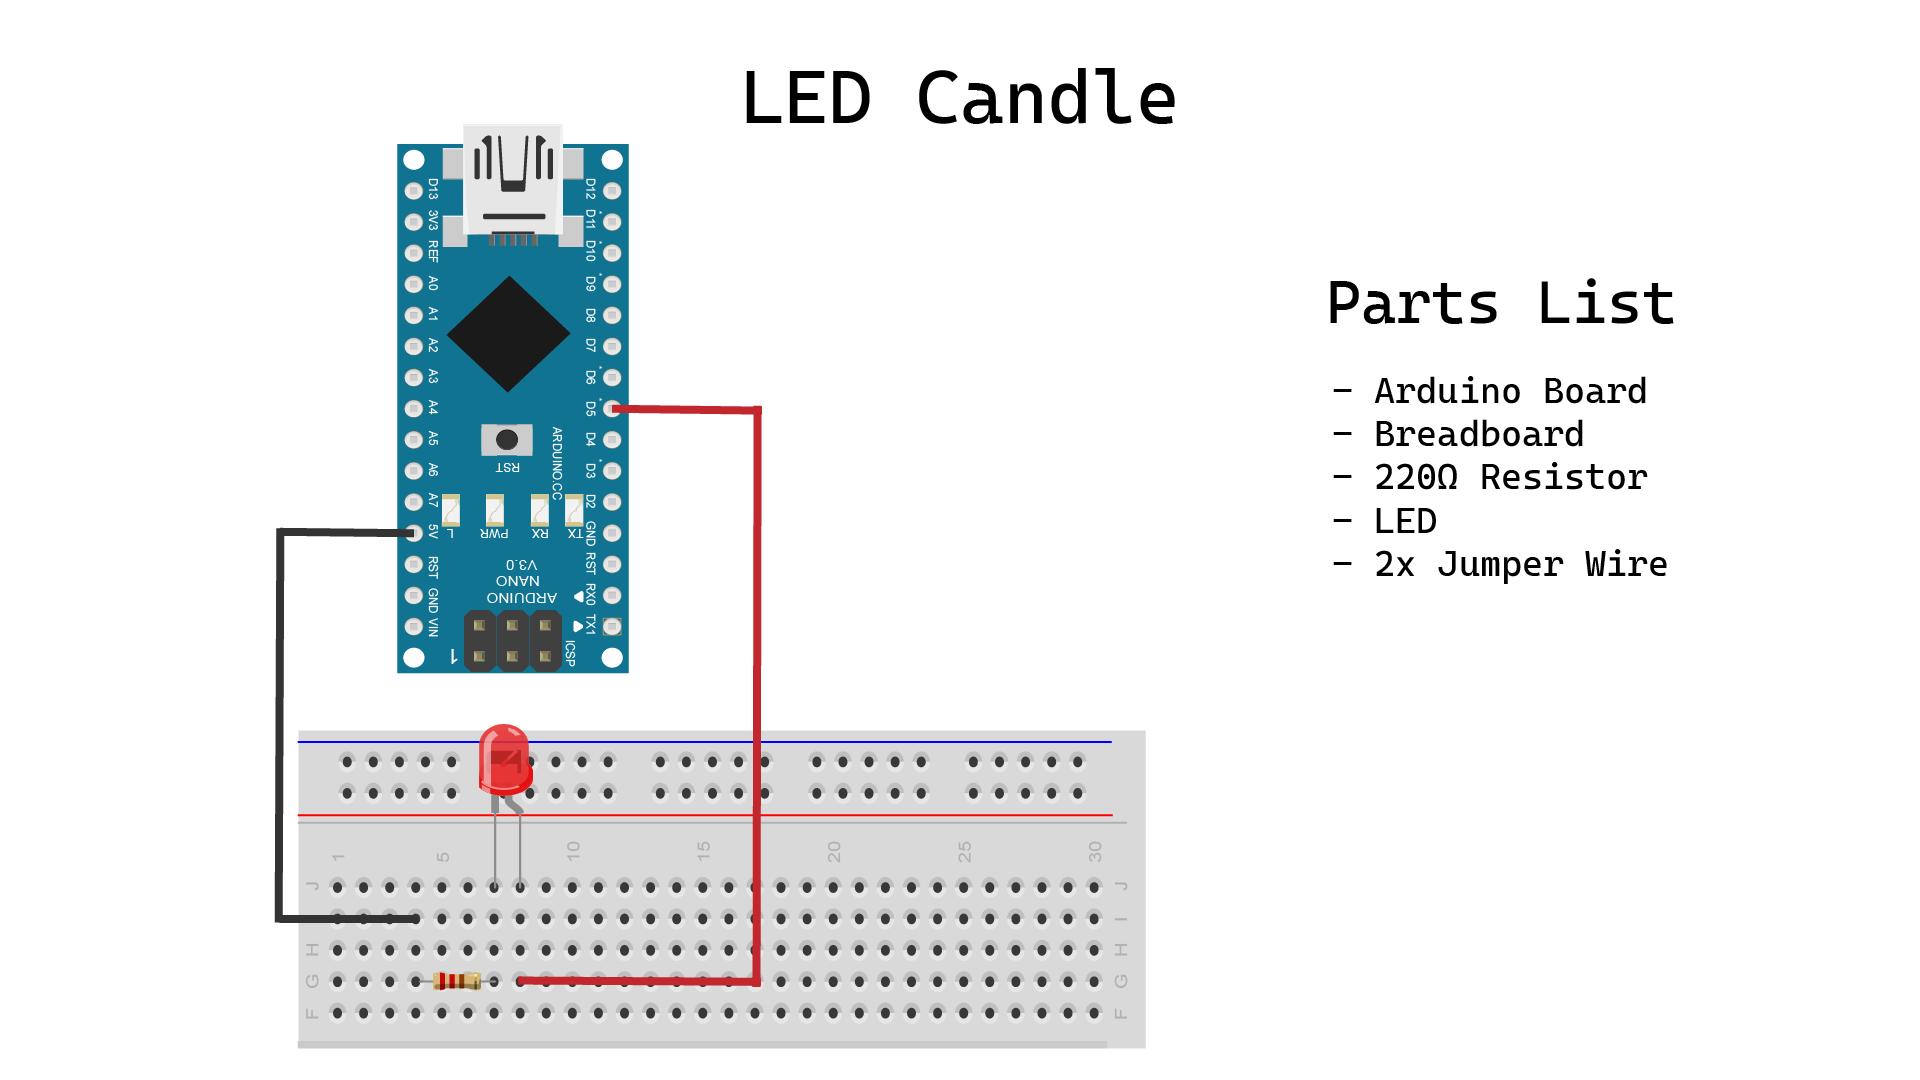 LED Candle
D13
3V3
REF
A0
A1
A2
A3
A4
A5
A6
A7
5V
RST
GND
VIN
D12
D11
D10
D9
D8
D7
D6
D5
D4
D3
D2
GND
RST
RX0
TX1
RST
ARDUINO.CC
L
PWR
RX
TX
V3.0
NANO
ARDUINO
1
ICSP
Parts List
- Arduino Board
- Breadboard
- 220Ω Resistor
- LED
- 2x Jumper Wire
1 5 10 15 20 25 30
J J
I
H H
G G
F F